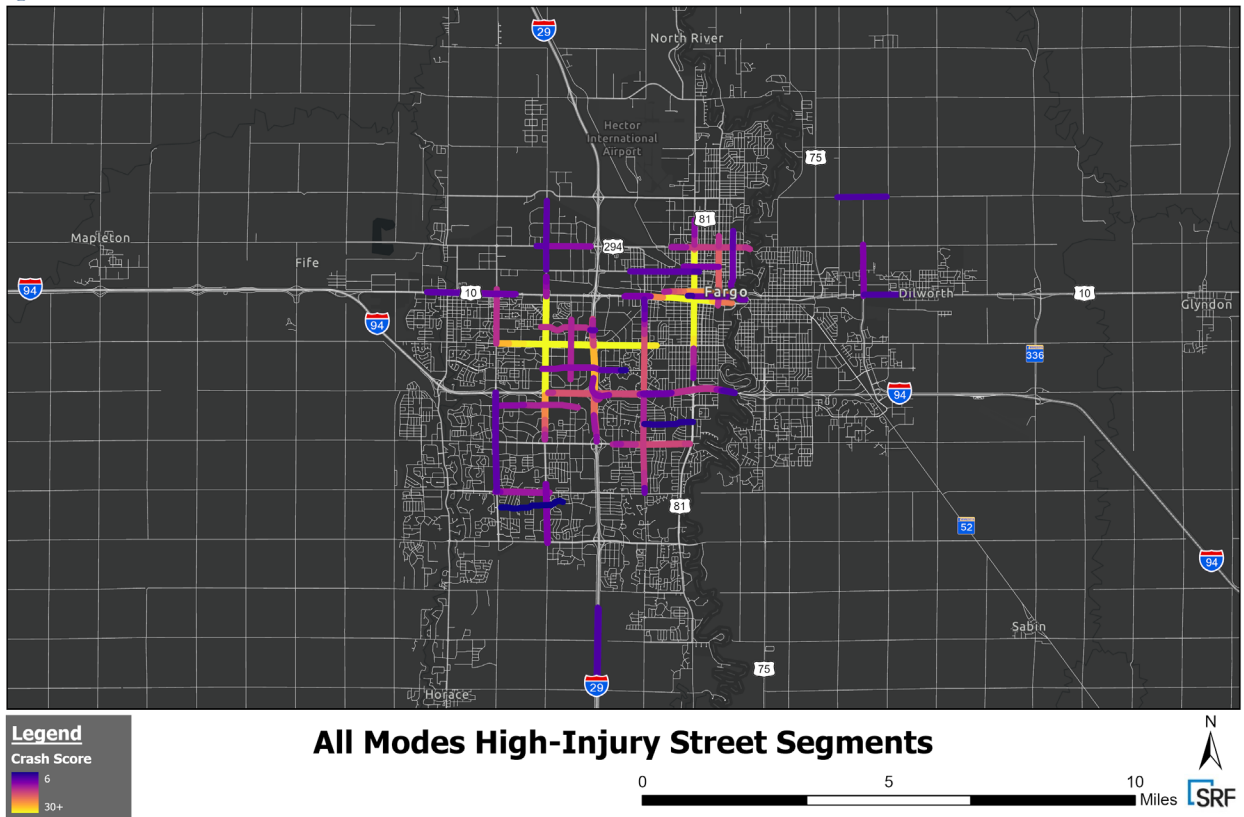 29
North River
Hector
International
Airport
75
81
Mapleton
294
Fife
94
10
Fargo
Dilworth
10
Glyndon
94
336
94
81
52
94
Sabin
75
29
Horace
Legend
Crash Score
6
30+
All Modes High-Injury Street Segments
N
0 5 10
Miles
SRF